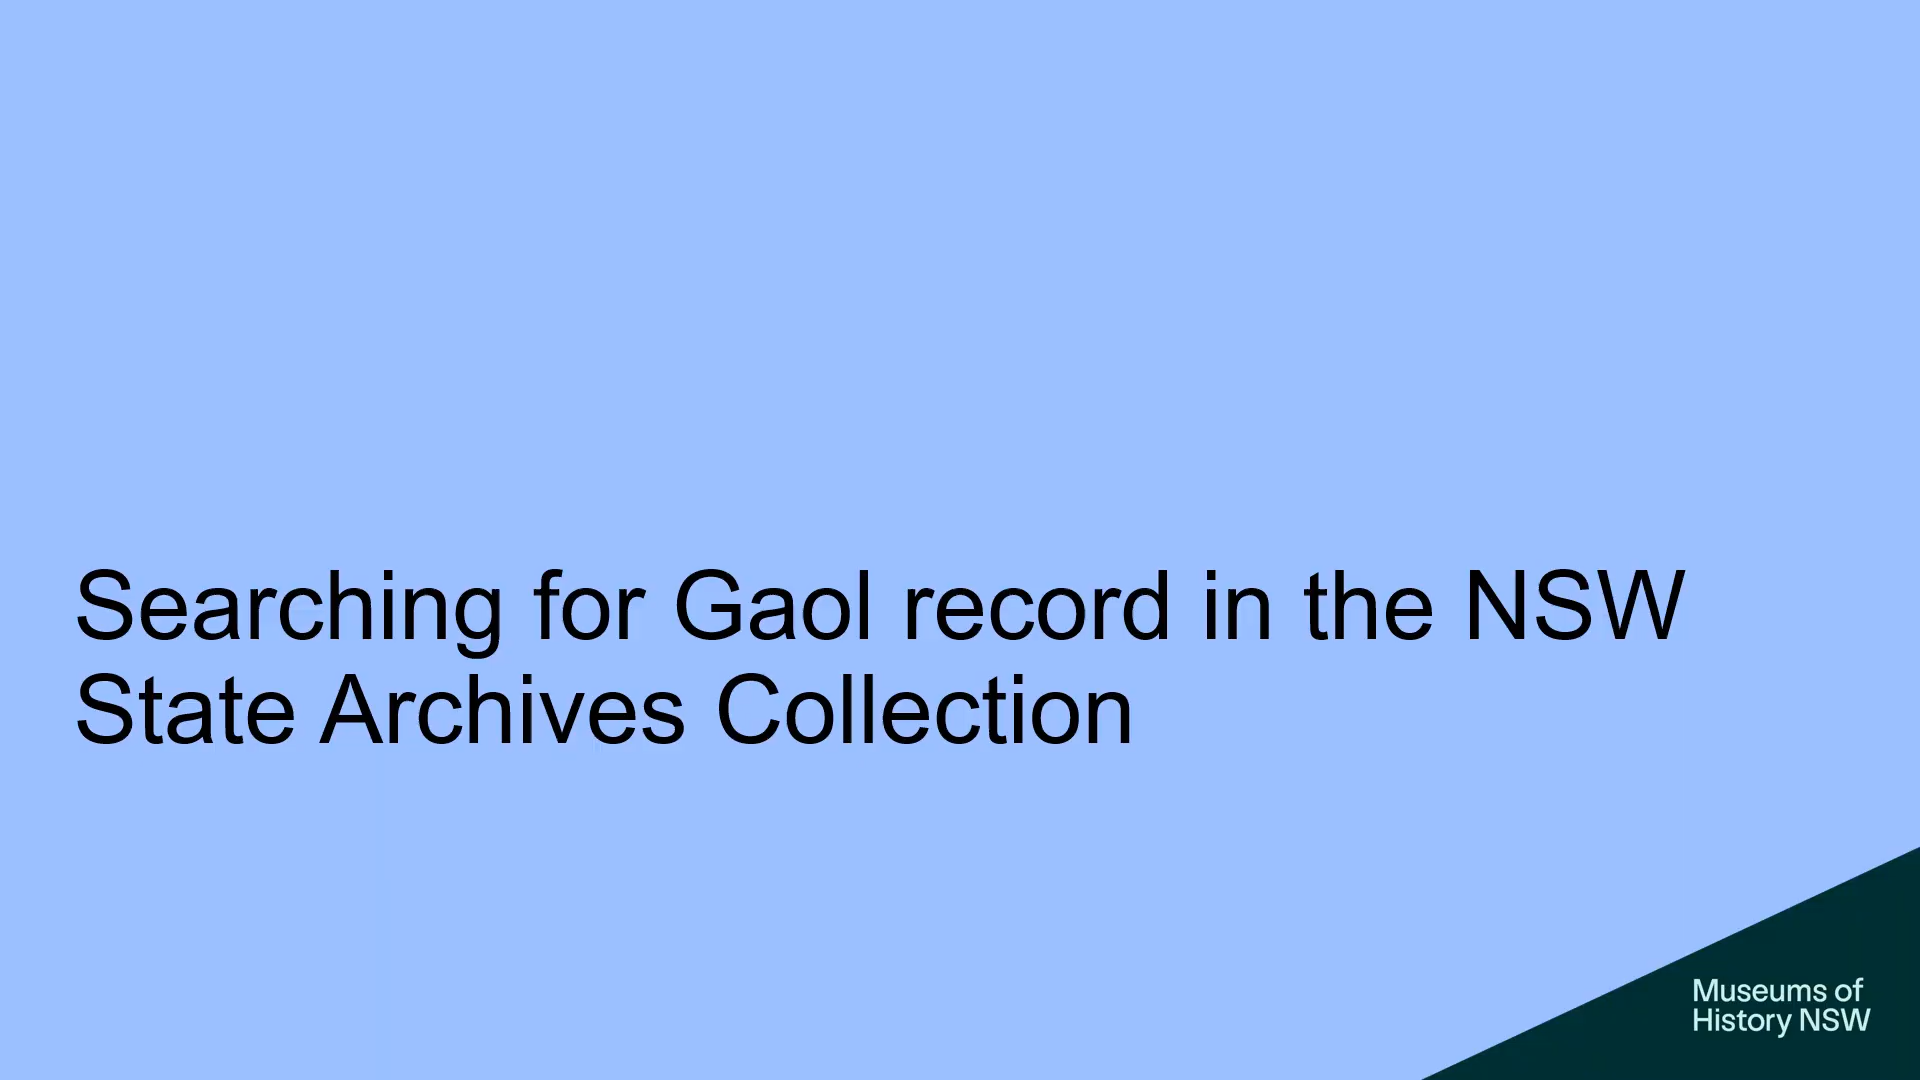 Searching for Gaol record in the NSW
State Archives Collection
Museums of
History NSW